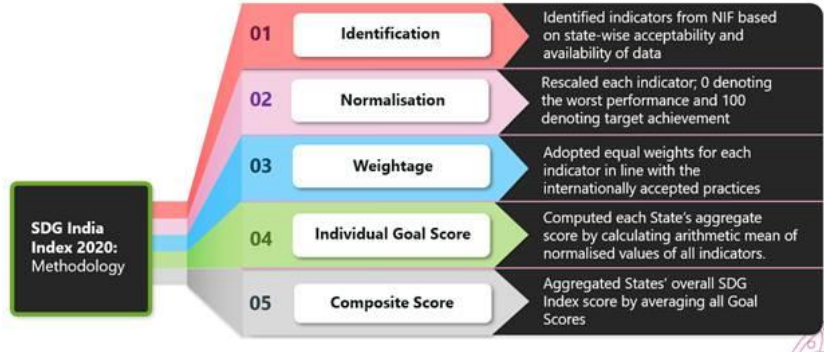 SDG India
Index 2020:
Methodology
01
Identification
Identified indicators from NIF based
on state-wise acceptability and
availability of data
02
Normalisation
Rescaled each indicator; 0 denoting
the worst performance and 100
denoting target achievement
03
Weightage
Adopted equal weights for each
indicator in line with the
internationally accepted practices
04
Individual Goal Score
Computed each State's aggregate
score by calculating arithmetic mean of
normalised values of all indicators.
05
Composite Score
Aggregated States' overall SDG
Index score by averaging all Goal
Scores
6